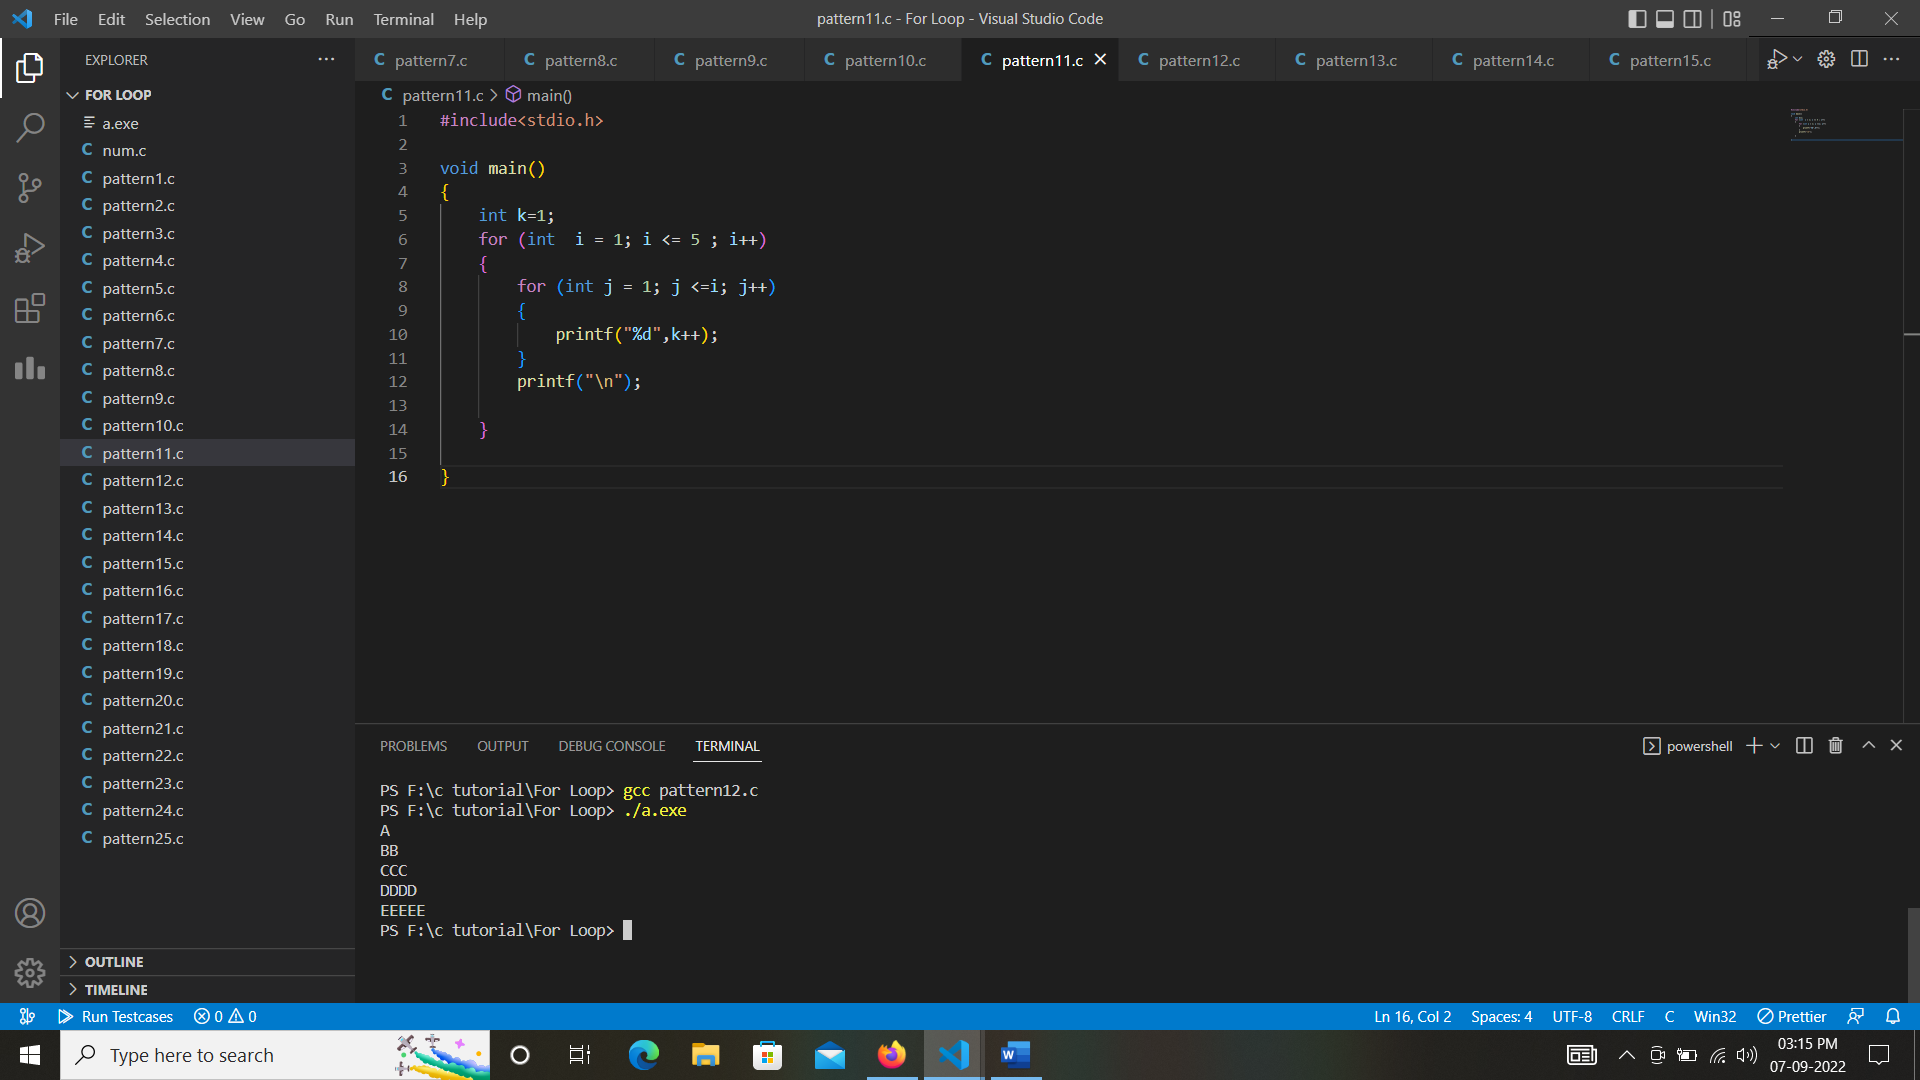 File Edit Selection View Go Run Terminal Help
pattern11.c - For Loop - Visual Studio Code
EXPLORER
FOR LOOP
a.exe
num.c
pattern1.c
pattern2.c
pattern3.c
pattern4.c
pattern5.c
pattern6.c
pattern7.c
pattern8.c
pattern9.c
pattern10.c
pattern11.c
pattern12.c
pattern13.c
pattern14.c
pattern15.c
pattern16.c
pattern17.c
pattern18.c
pattern19.c
pattern20.c
pattern21.c
pattern22.c
pattern23.c
pattern24.c
pattern25.c
OUTLINE
TIMELINE
C pattern7.c C pattern8.c C pattern9.c C pattern10.c C pattern11.c C pattern12.c C pattern13.c C pattern14.c C pattern15.c
C pattern11.c > main()
1 #include<stdio.h>
2
3 void main()
4 {
5 int k=1;
6 for (int  i = 1; i <= 5 ; i++)
7 {
8 for (int j = 1; j <=i; j++)
9 {
10 printf("%d",k++);
11 }
12 printf("\n");
13
14 }
15
16 }
PROBLEMS OUTPUT DEBUG CONSOLE TERMINAL
powershell
PS F:\c tutorial\For Loop> gcc pattern12.c
PS F:\c tutorial\For Loop> ./a.exe
A
BB
CCC
DDDD
EEEEE
PS F:\c tutorial\For Loop>
Run Testcases 0 0
Ln 16, Col 2 Spaces: 4 UTF-8 CRLF C Win32 Prettier
Type here to search
03:15 PM
07-09-2022